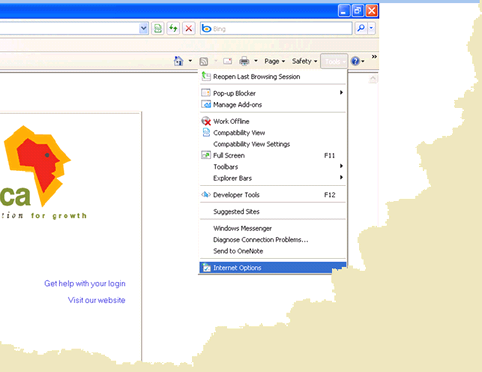 Bing
Page
Safety
Tools
Reopen Last Browsing Session
Pop-up Blocker
Manage Add-ons
Work Offline
Compatibility View
Compatibility View Settings
Full Screen F11
Toolbars
Explorer Bars
Developer Tools F12
Suggested Sites
Windows Messenger
Diagnose Connection Problems...
Send to OneNote
Internet Options
ca
tion for growth
Get help with your login
Visit our website